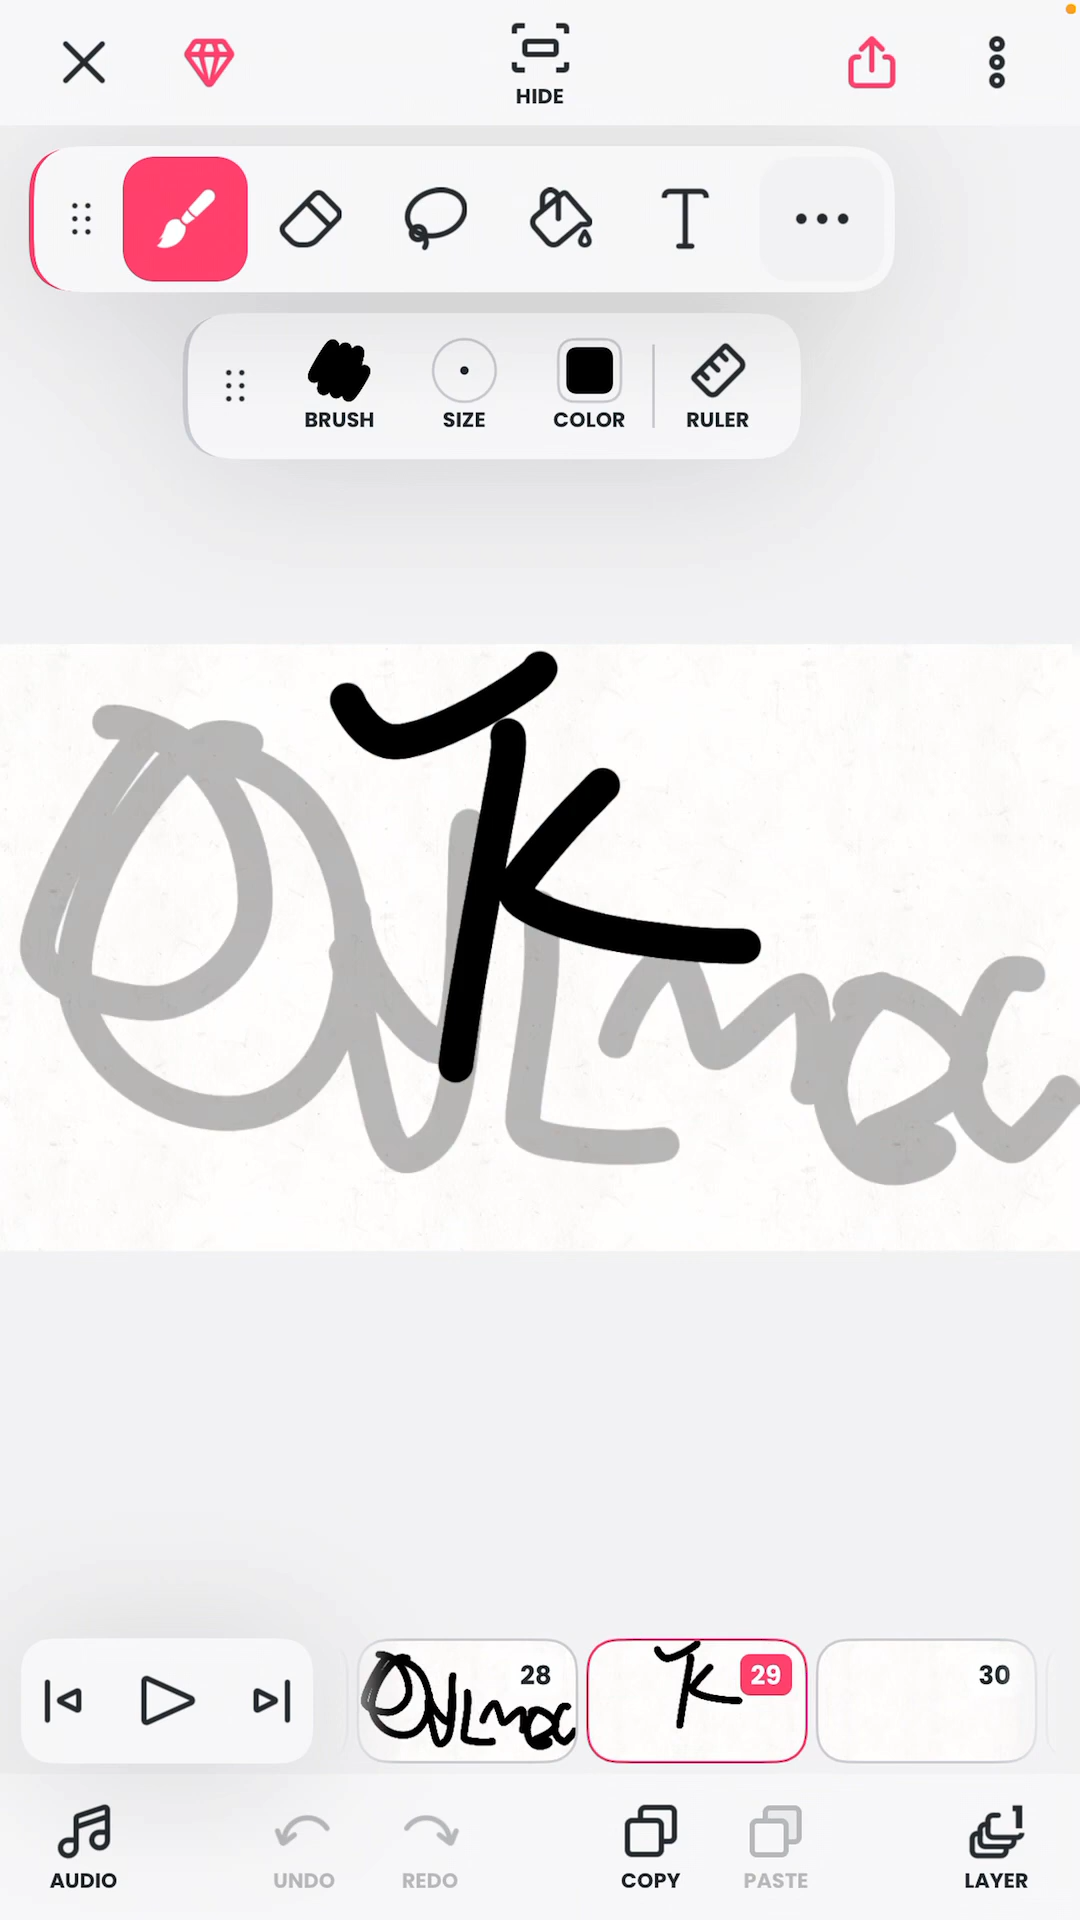 HIDE
BRUSH SIZE COLOR RULER
K
28 29 30
AUDIO UNDO REDO COPY PASTE LAYER